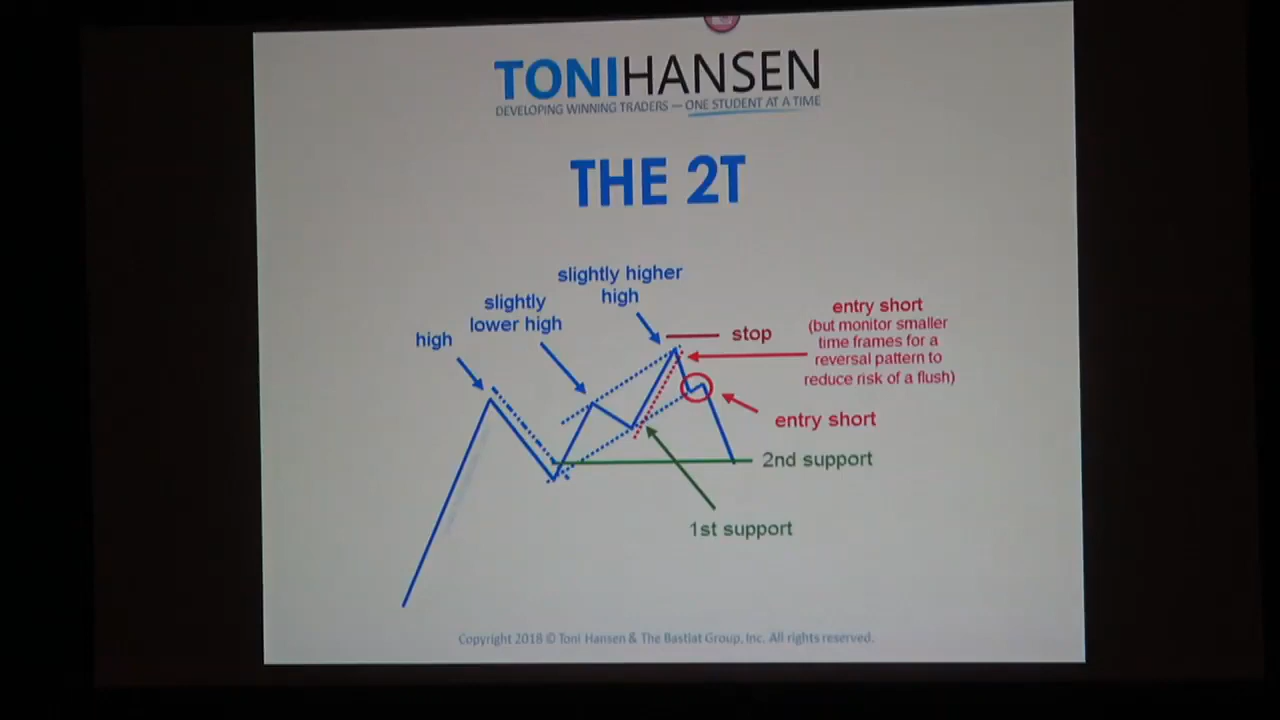 TONIHANSEN
DEVELOPING WINNING TRADERS — ONE STUDENT AT A TIME
THE 2T
slightly higher
high
slightly
lower high
high
stop
entry short
(but monitor smaller
time frames for a
reversal pattern to
reduce risk of a flush)
entry short
2nd support
1st support
Copyright 2018 © Toni Hansen & The Bastiat Group, Inc. All rights reserved.